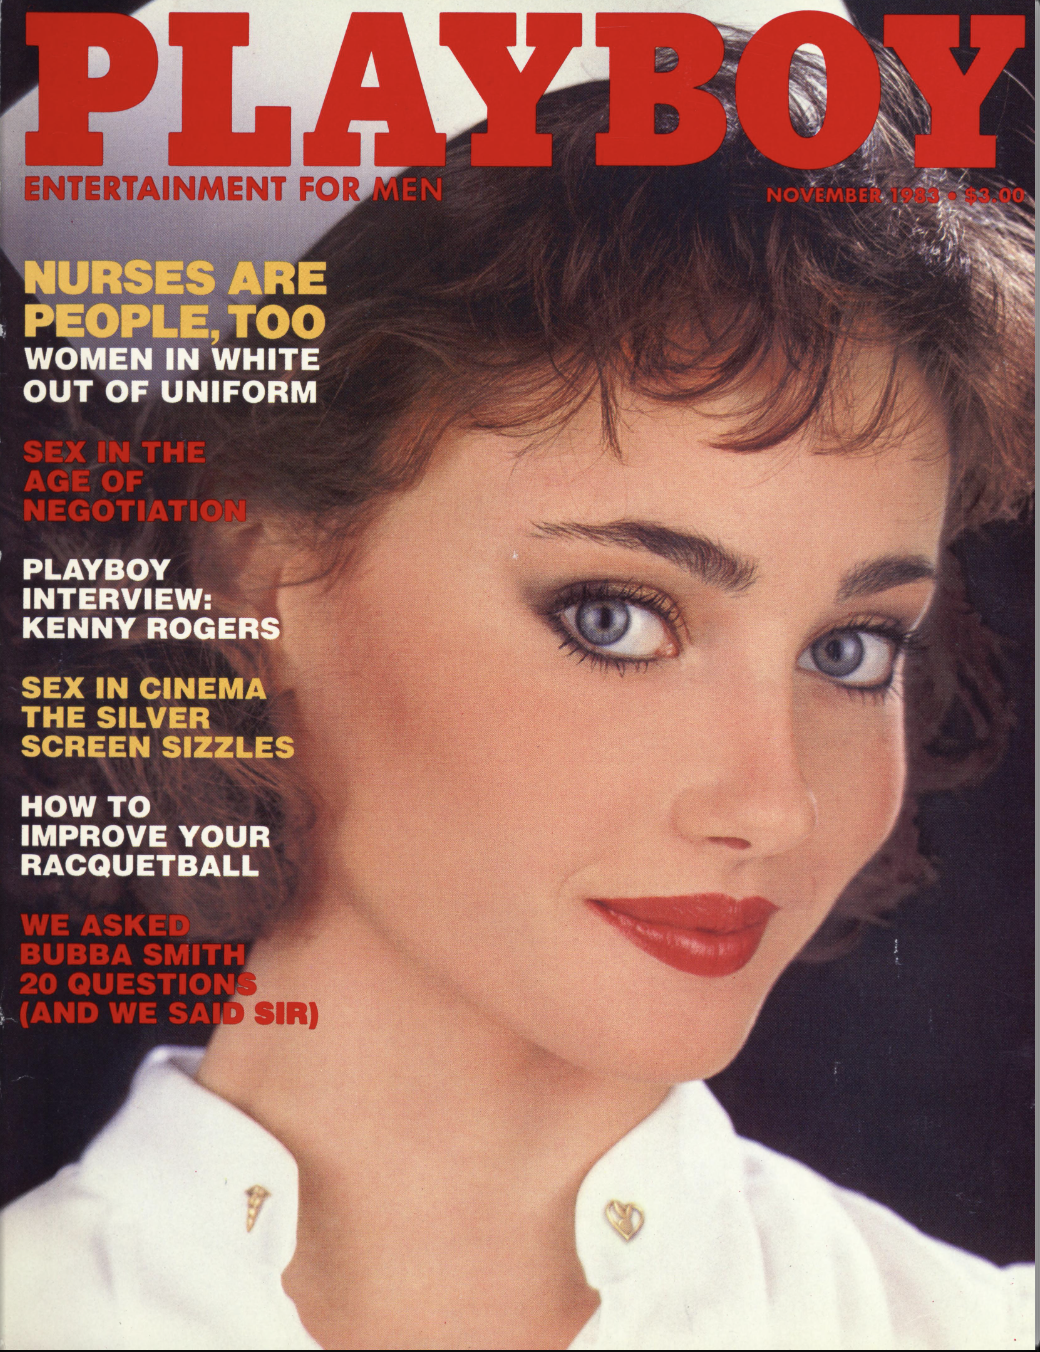 PLAYBOY
ENTERTAINMENT FOR MEN
NOVEMBER 1983 • $3.00
NURSES ARE
PEOPLE, TOO
WOMEN IN WHITE
OUT OF UNIFORM
SEX IN THE
AGE OF
NEGOTIATION
PLAYBOY
INTERVIEW:
KENNY ROGERS
SEX IN CINEMA
THE SILVER
SCREEN SIZZLES
HOW TO
IMPROVE YOUR
RACQUETBALL
WE ASKED
BUBBA SMITH
20 QUESTIONS
(AND WE SAID SIR)